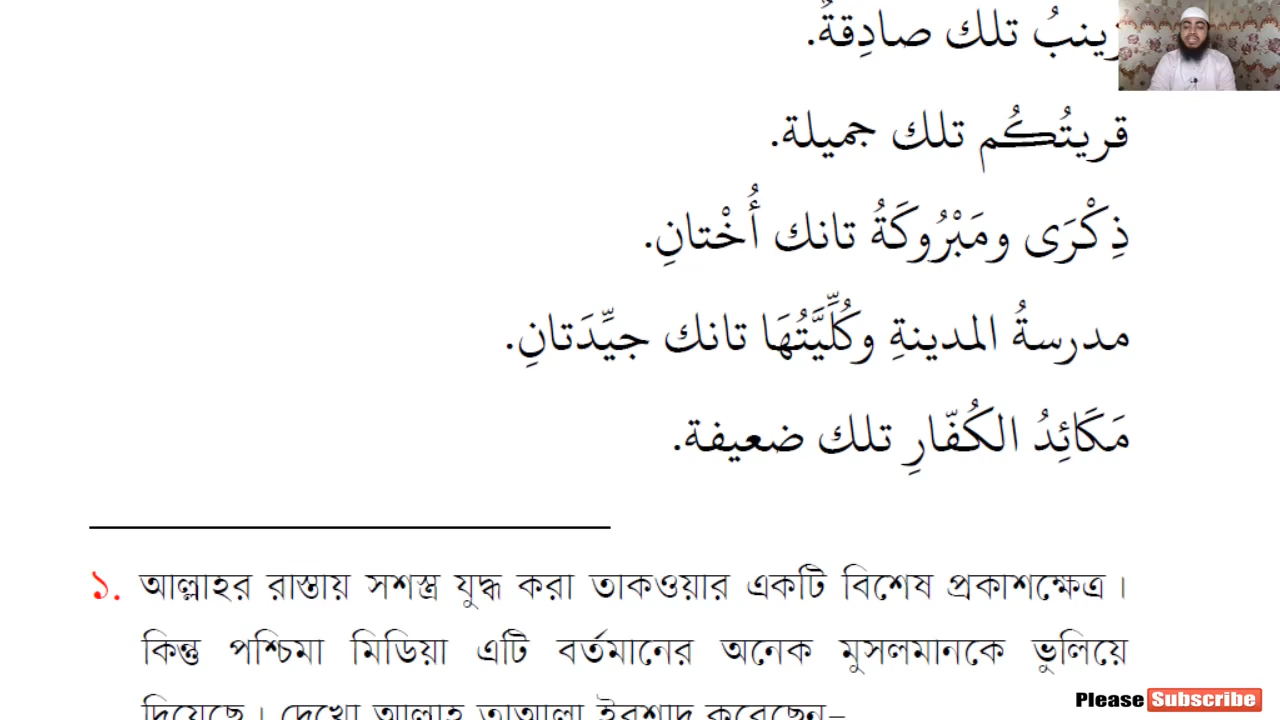 زينبُ تلك صادِقةٌ.
قريتُكُم تلك جميلة.
ذِكْرَى ومَبْرُوكَةُ تانك أُخْتانِ.
مدرسةُ المدينةِ وكُلِّيَّتُهَا تانك جيِّدَتانِ.
مَكَائِدُ الكُفّارِ تلك ضعيفة.
১. আল্লাহর রাস্তায় সশস্ত্র যুদ্ধ করা তাকওয়ার একটি বিশেষ প্রকাশক্ষেত্র।
কিন্তু পশ্চিমা মিডিয়া এটি বর্তমানের অনেক মুসলমানকে ভুলিয়ে
দিয়েছে। দেখো আল্লাহ তাআলা ইরশাদ করেছেন–
Please Subscribe